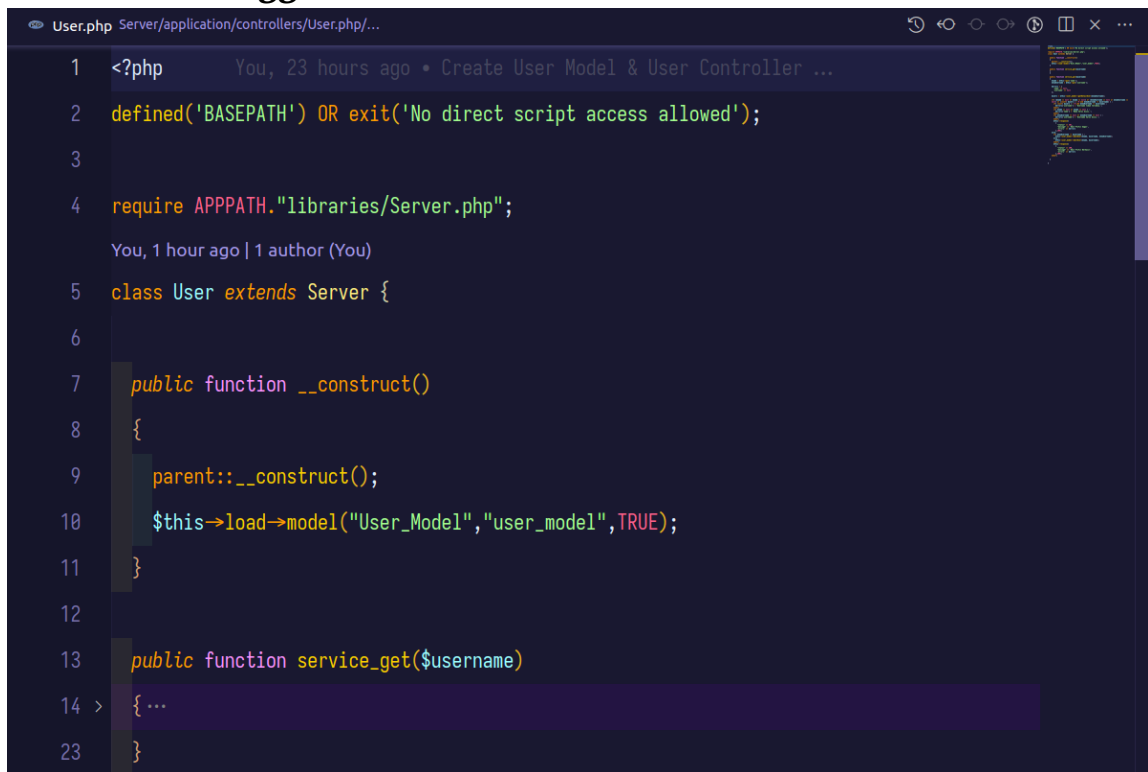 gg
User.php Server/application/controllers/User.php/...
1 <?php You, 23 hours ago • Create User Model & User Controller ...
2 defined('BASEPATH') OR exit('No direct script access allowed');
3
4 require APPPATH."libraries/Server.php";
You, 1 hour ago | 1 author (You)
5 class User extends Server {
6
7 public function __construct()
8 {
9 parent::__construct();
10 $this→load→model("User_Model","user_model",TRUE);
11 }
12
13 public function service_get($username)
14 > { ...
23 }